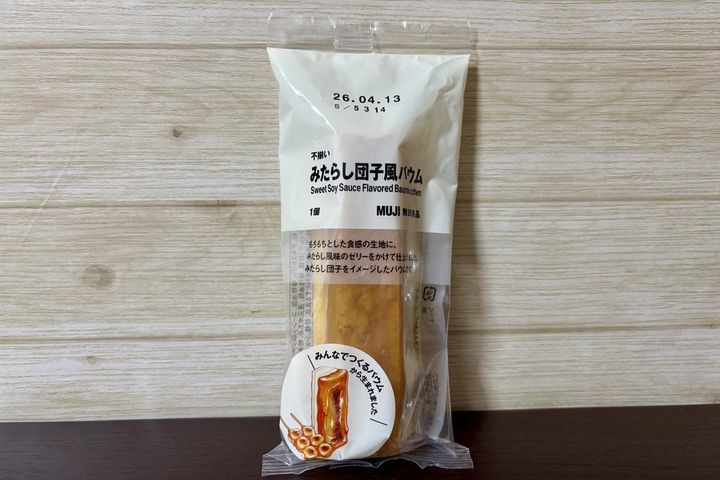 26.04.13
S/5314
不揃い
みたらし団子風バウム
Sweet Soy Sauce Flavored Baumkuchen
1個
MUJI 無印良品
もちもちとした食感の生地に、
みたらし風味のゼリーをかけて仕上げました。
みたらし団子をイメージしたバウムです。
みんなでつくるバウム
から生まれました